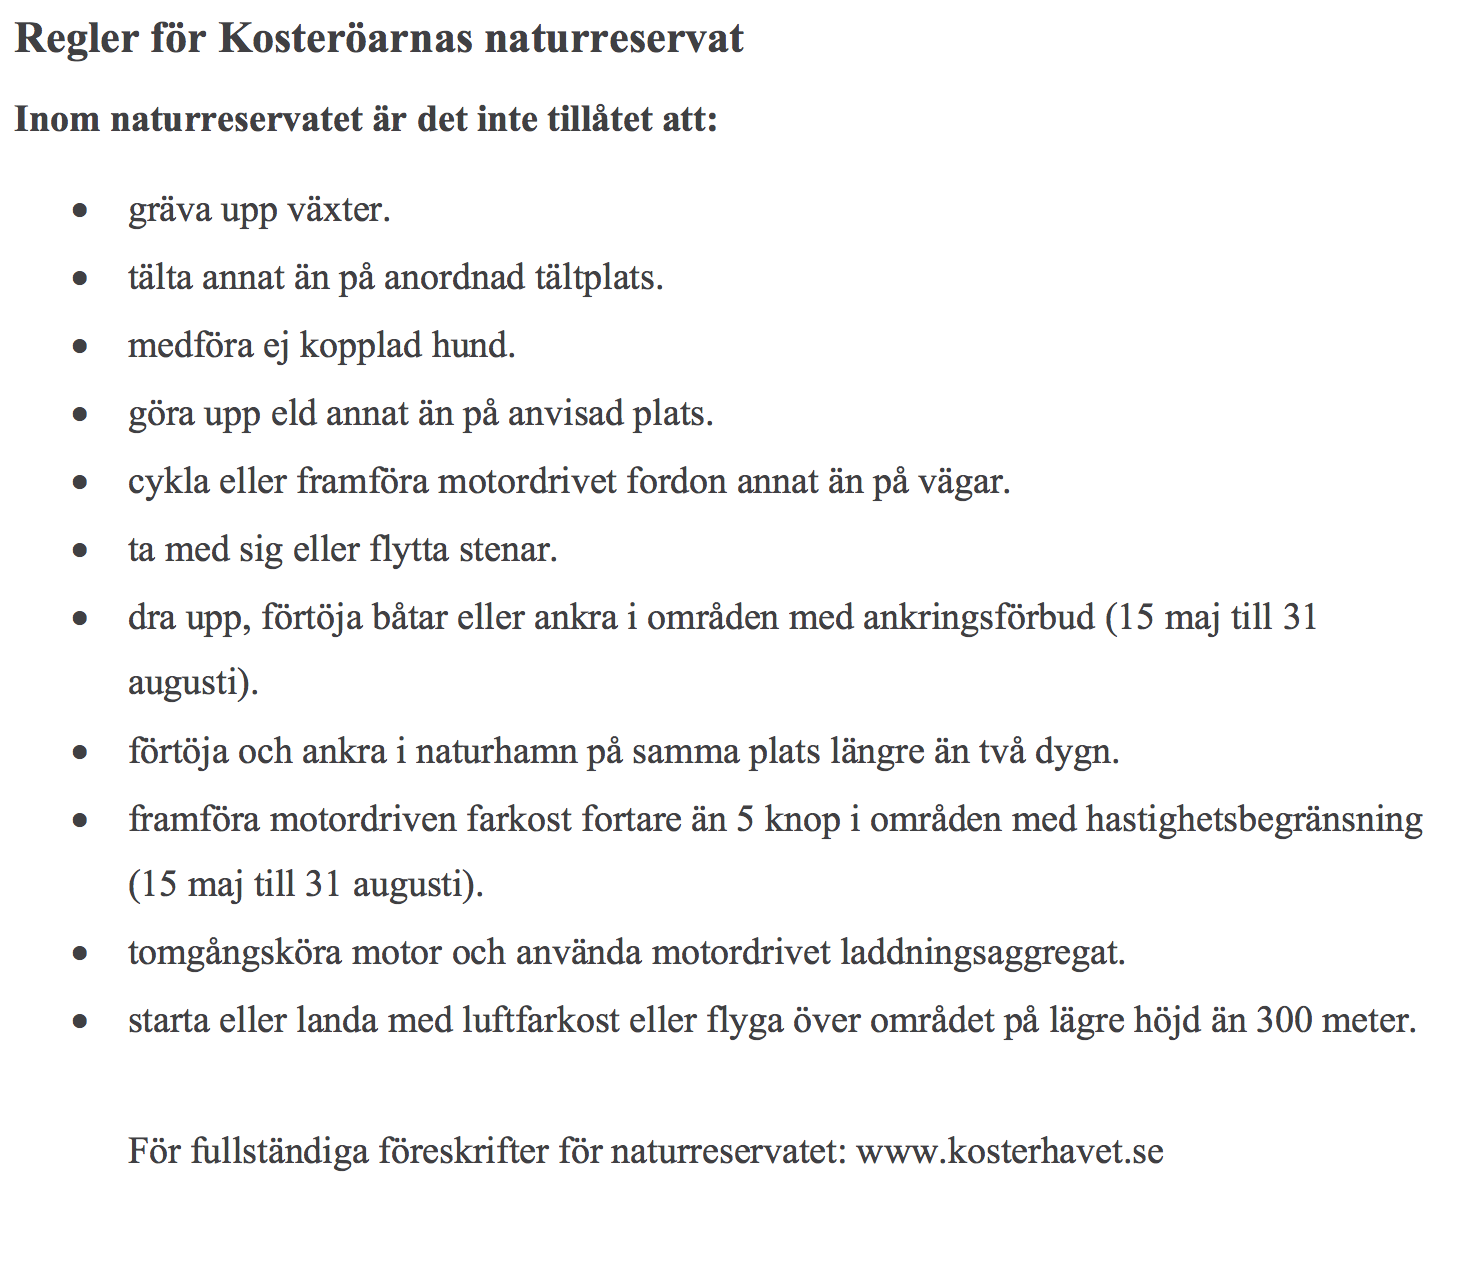 Regler för Kosteröarnas naturreservat
Inom naturreservatet är det inte tillåtet att:
• gräva upp växter.
• tälta annat än på anordnad tältplats.
• medföra ej kopplad hund.
• göra upp eld annat än på anvisad plats.
• cykla eller framföra motordrivet fordon annat än på vägar.
• ta med sig eller flytta stenar.
• dra upp, förtöja båtar eller ankra i områden med ankringsförbud (15 maj till 31
augusti).
• förtöja och ankra i naturhamn på samma plats längre än två dygn.
• framföra motordriven farkost fortare än 5 knop i områden med hastighetsbegränsning
(15 maj till 31 augusti).
• tomgångsköra motor och använda motordrivet laddningsaggregat.
• starta eller landa med luftfarkost eller flyga över området på lägre höjd än 300 meter.
För fullständiga föreskrifter för naturreservatet: www.kosterhavet.se